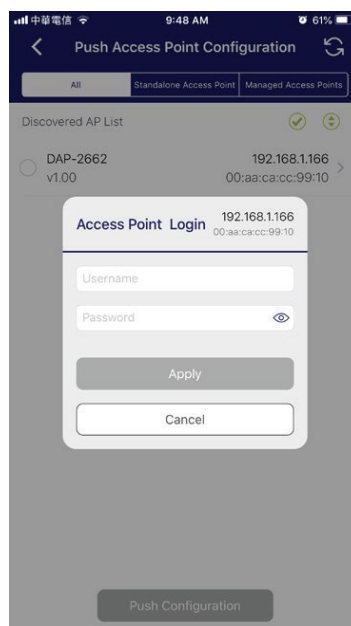 中華電信 9:48 AM 61%
Push Access Point Configuration
All Standalone Access Point Managed Access Points
Discovered AP List
DAP-2662 192.168.1.166
v1.00 00:aa:ca:cc:99:10
Access Point Login 192.168.1.166
00:aa:ca:cc:99:10
Username
Password
Apply
Cancel
Push Configuration